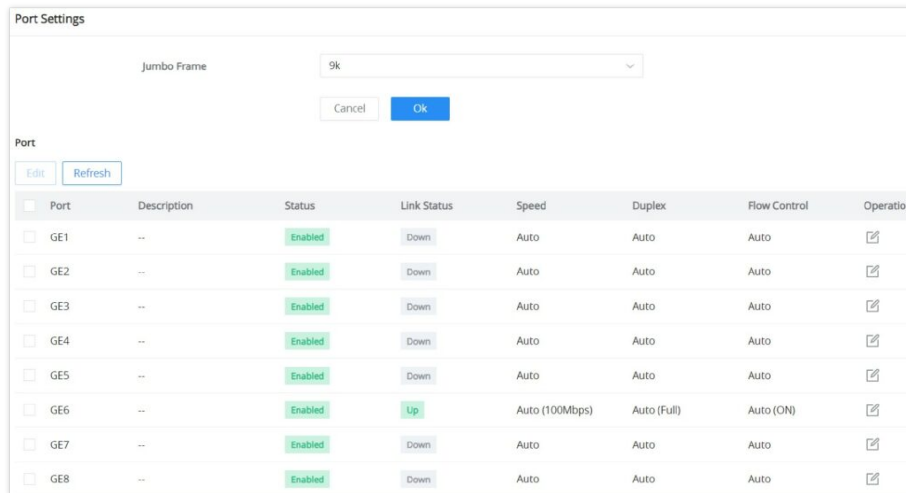 Port Settings
Jumbo Frame 9k
Cancel Ok
Port
Edit Refresh
Port Description Status Link Status Speed Duplex Flow Control Operatio
GE1 -- Enabled Down Auto Auto Auto
GE2 -- Enabled Down Auto Auto Auto
GE3 -- Enabled Down Auto Auto Auto
GE4 -- Enabled Down Auto Auto Auto
GE5 -- Enabled Down Auto Auto Auto
GE6 -- Enabled Up Auto (100Mbps) Auto (Full) Auto (ON)
GE7 -- Enabled Down Auto Auto Auto
GE8 -- Enabled Down Auto Auto Auto